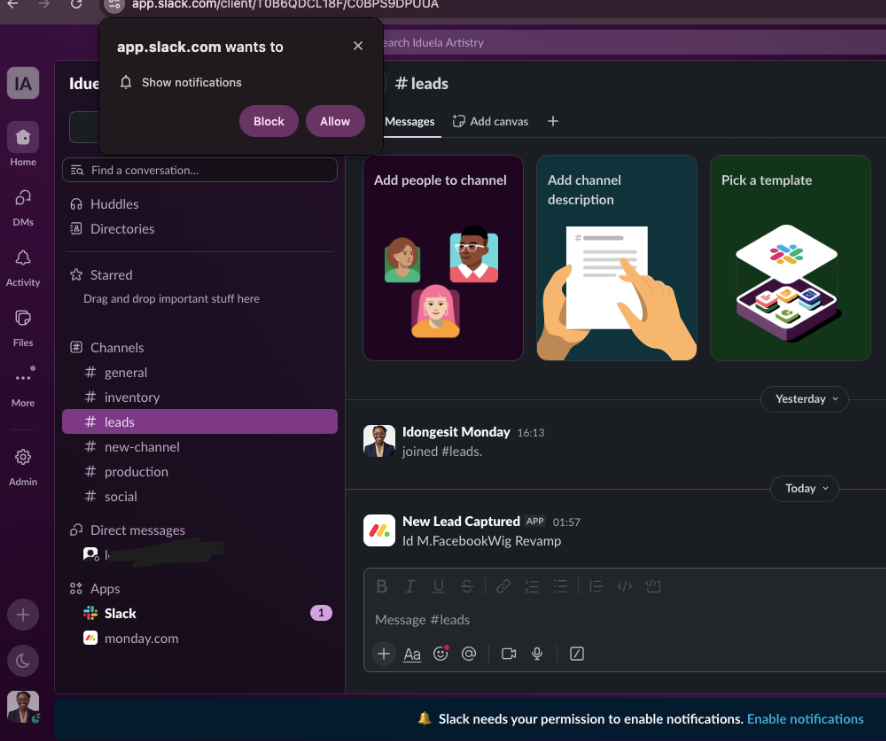 app.slack.com/client/T0B6QDCL18F/C0BPS9DPUUA
app.slack.com wants to
Show notifications
Block
Allow
earch Iduela Artistry
IA
Home
DMs
Activity
Files
More
Admin
Idue
Find a conversation...
Huddles
Directories
Starred
Drag and drop important stuff here
Channels
# general
# inventory
# leads
# new-channel
# production
# social
Direct messages
Apps
Slack
1
monday.com
# leads
Messages
Add canvas
Add people to channel
Add channel
description
Pick a template
Yesterday
Idongesit Monday 16:13
joined #leads.
Today
New Lead Captured APP 01:57
Id M.FacebookWig Revamp
Message #leads
Aa
Slack needs your permission to enable notifications. Enable notifications